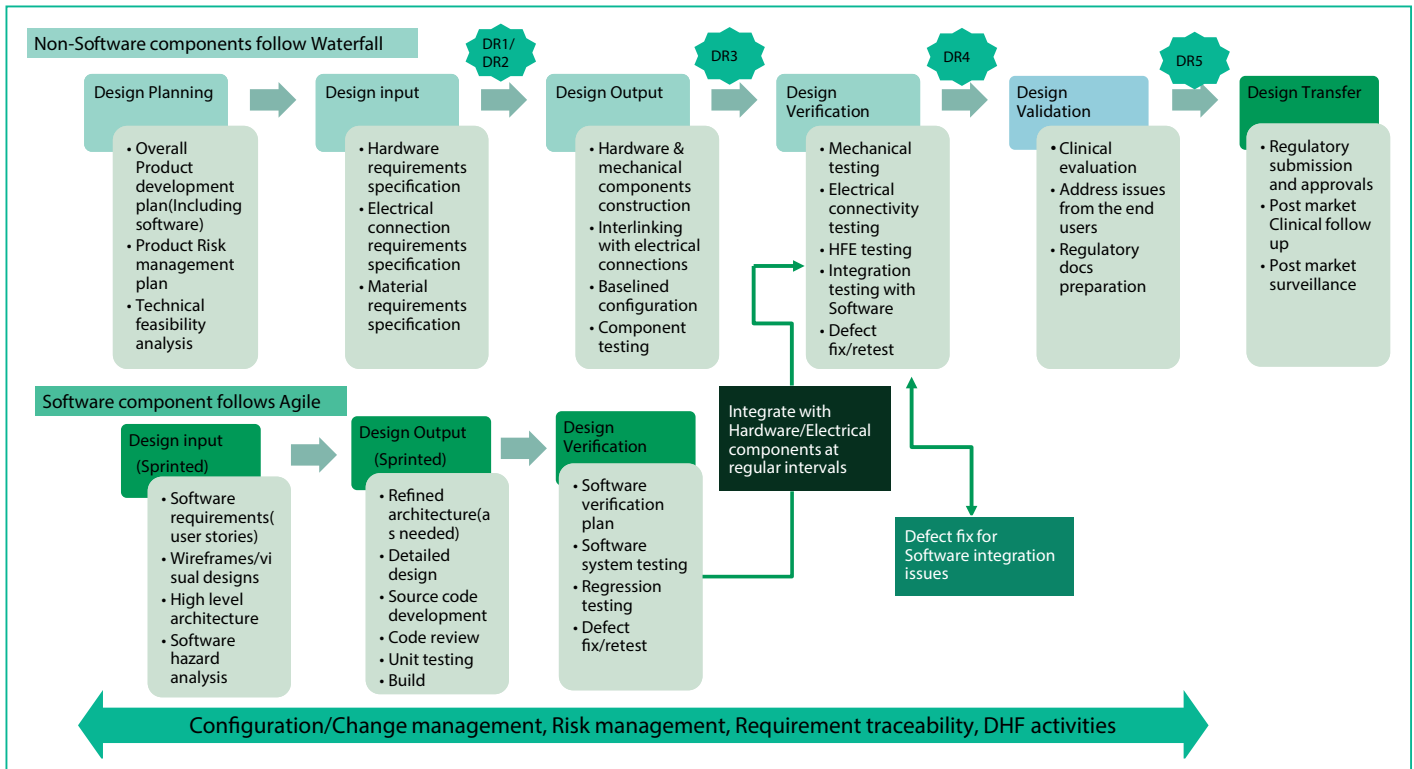 Non-Software components follow Waterfall
DR1/
DR2
DR3
DR4
DR5
Design Planning
• Overall
Product
development
plan(Including
software)
• Product Risk
management
plan
• Technical
feasibility
analysis
Design input
• Hardware
requirements
specification
• Electrical
connection
requirements
specification
• Material
requirements
specification
Design Output
• Hardware &
mechanical
components
construction
• Interlinking
with electrical
connections
• Baselined
configuration
• Component
testing
Design
Verification
• Mechanical
testing
• Electrical
connectivity
testing
• HFE testing
• Integration
testing with
Software
• Defect
fix/retest
Design
Validation
• Clinical
evaluation
• Address issues
from the end
users
• Regulatory
docs
preparation
Design Transfer
• Regulatory
submission
and approvals
• Post market
Clinical follow
up
• Post market
surveillance
Software component follows Agile
Design input
(Sprinted)
• Software
requirements(
user stories)
• Wireframes/vi
sual designs
• High level
architecture
• Software
hazard
analysis
Design Output
(Sprinted)
• Refined
architecture(a
s needed)
• Detailed
design
• Source code
development
• Code review
• Unit testing
• Build
Design
Verification
• Software
verification
plan
• Software
system testing
• Regression
testing
• Defect
fix/retest
Integrate with
Hardware/Electrical
components at
regular intervals
Defect fix for
Software integration
issues
Configuration/Change management, Risk management, Requirement traceability, DHF activities